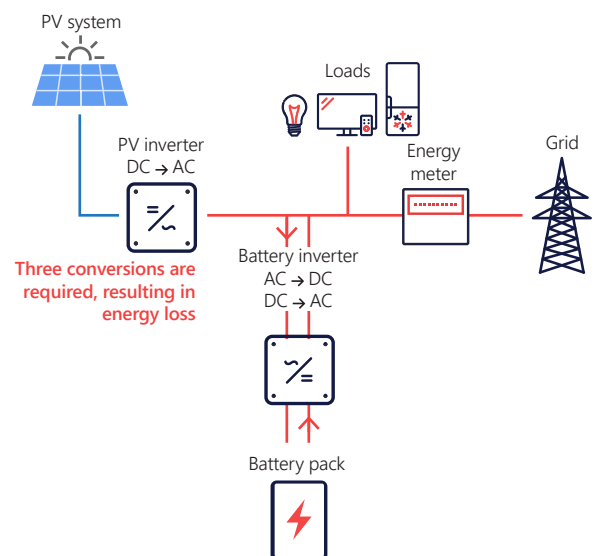 PV system
Loads
PV inverter
DC → AC
Energy
meter
Grid
Three conversions are
required, resulting in
energy loss
Battery inverter
AC → DC
DC → AC
Battery pack